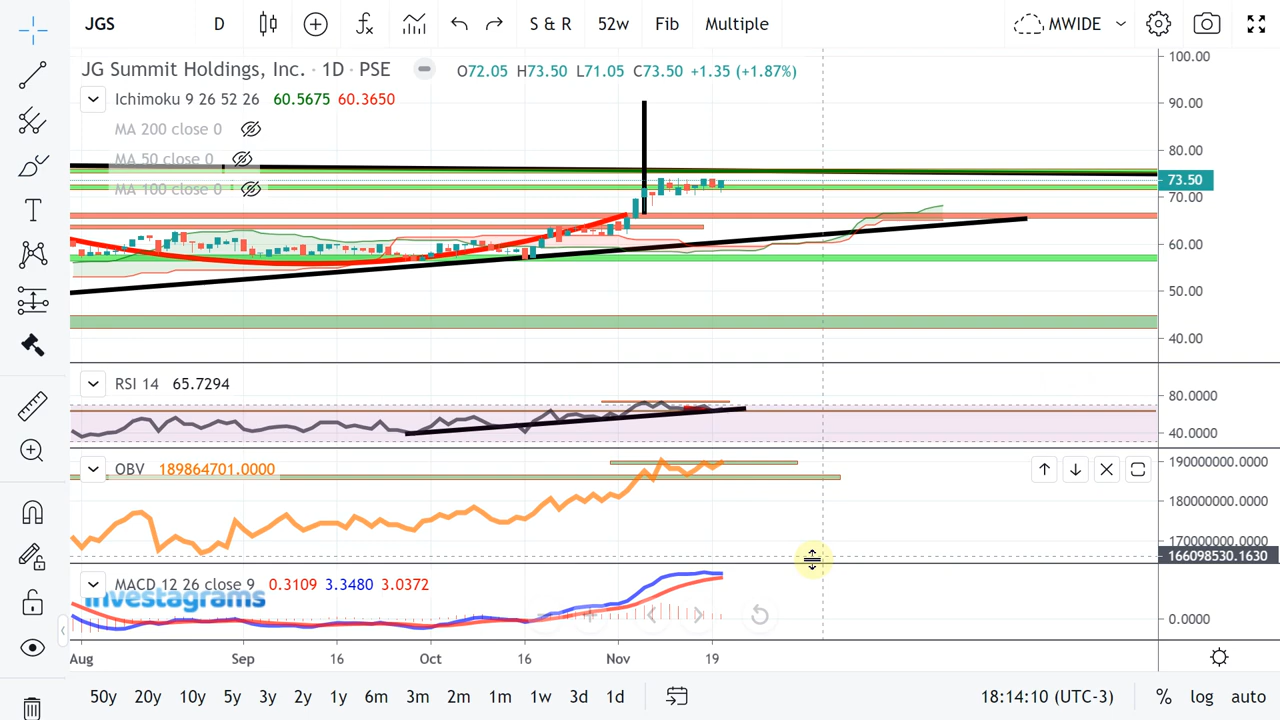 JGS D S & R 52w Fib Multiple MWIDE
JG Summit Holdings, Inc. · 1D · PSE O72.05 H73.50 L71.05 C73.50 +1.35 (+1.87%)
Ichimoku 9 26 52 26 60.5675 60.3650
MA 200 close 0
MA 50 close 0
MA 100 close 0
100.00
90.00
80.00
73.50
70.00
60.00
50.00
40.00
RSI 14 65.7294
80.0000
40.0000
OBV 189864701.0000
190000000.0000
180000000.0000
170000000.0000
166098530.1630
MACD 12 26 close 9 0.3109 3.3480 3.0372
investagrams
0.0000
Aug Sep 16 Oct 16 Nov 19
50y 20y 10y 5y 3y 2y 1y 6m 3m 2m 1m 1w 3d 1d 18:14:10 (UTC-3) % log auto